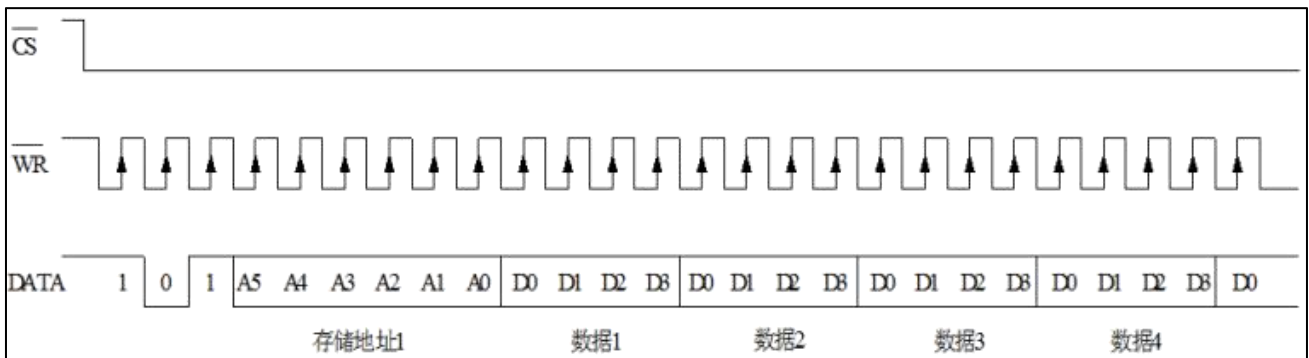 CS
WR
DATA 1 0 1 A5 A4 A3 A2 A1 A0 D0 D1 D2 D3 D0 D1 D2 D3 D0 D1 D2 D3 D0 D1 D2 D3 D0
存储地址1 数据1 数据2 数据3 数据4